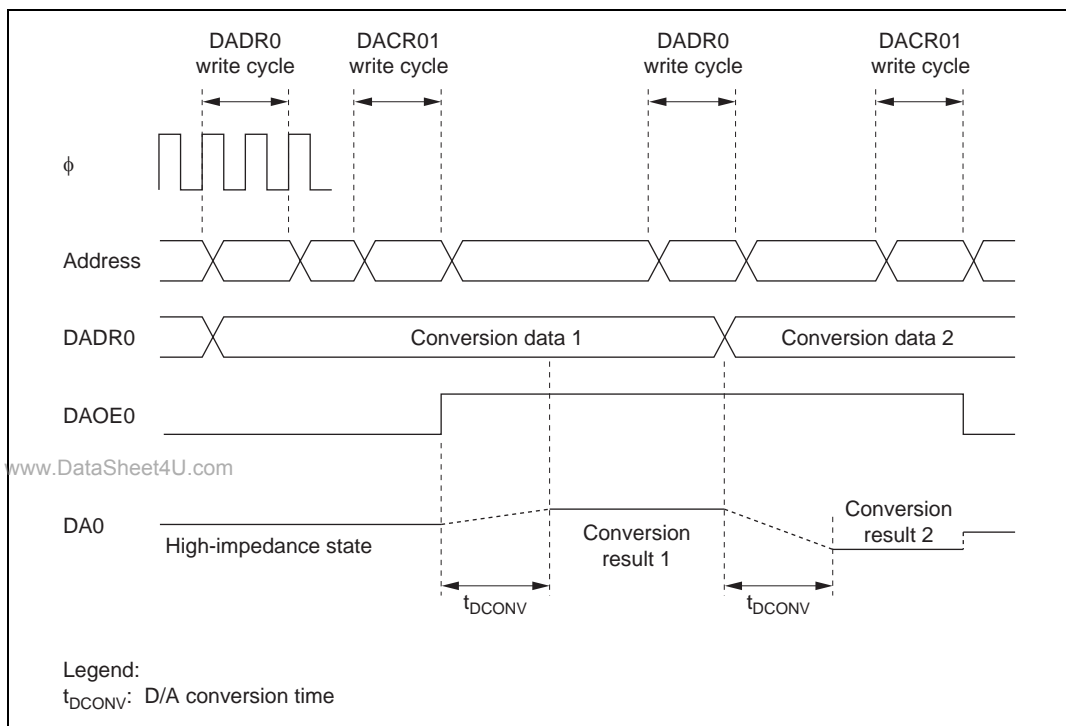 DADR0 write cycle
DACR01 write cycle
DADR0 write cycle
DACR01 write cycle
ϕ
Address
DADR0
Conversion data 1
Conversion data 2
DAOE0
www.DataSheet4U.com
DA0
High-impedance state
Conversion result 1
Conversion result 2
tDCONV
tDCONV
Legend:
tDCONV: D/A conversion time